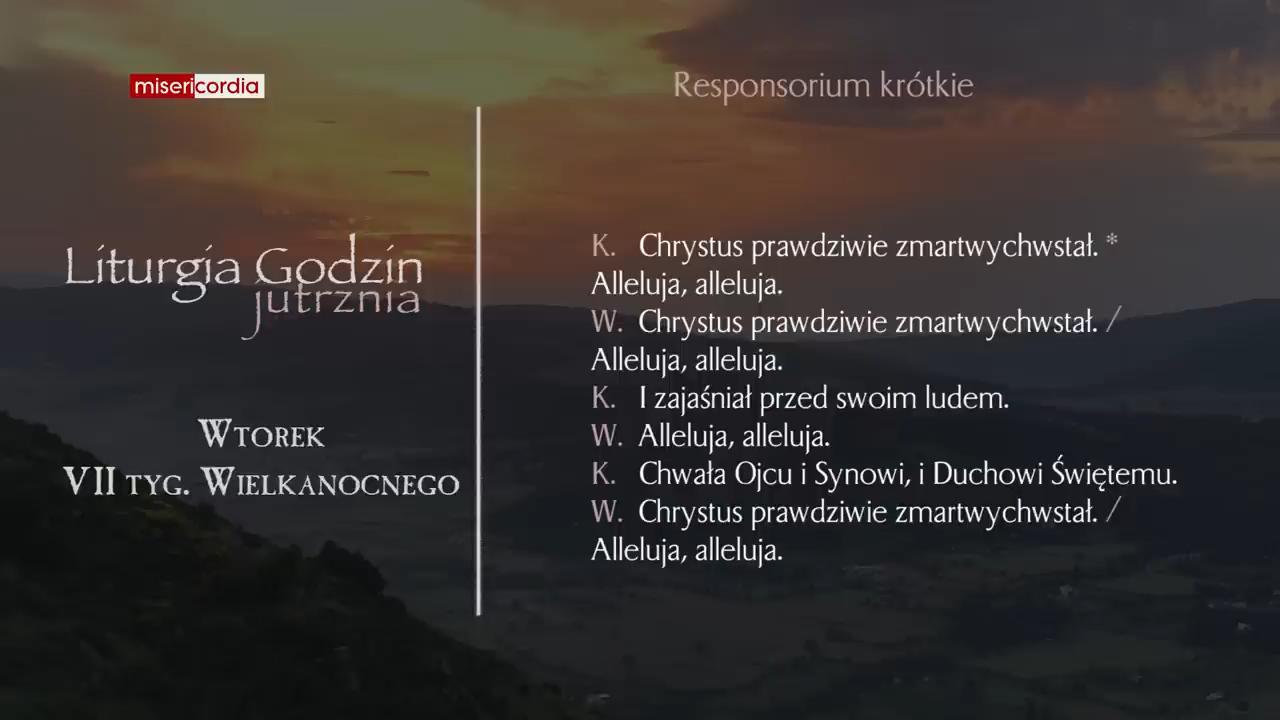 misericordia
Responsorium krótkie
Liturgia Godzin
jutrznia
Wtorek
VII tyg. Wielkanocnego
K. Chrystus prawdziwie zmartwychwstał. *
Alleluja, alleluja.
W. Chrystus prawdziwie zmartwychwstał. /
Alleluja, alleluja.
K. I zajaśniał przed swoim ludem.
W. Alleluja, alleluja.
K. Chwała Ojcu i Synowi, i Duchowi Świętemu.
W. Chrystus prawdziwie zmartwychwstał. /
Alleluja, alleluja.